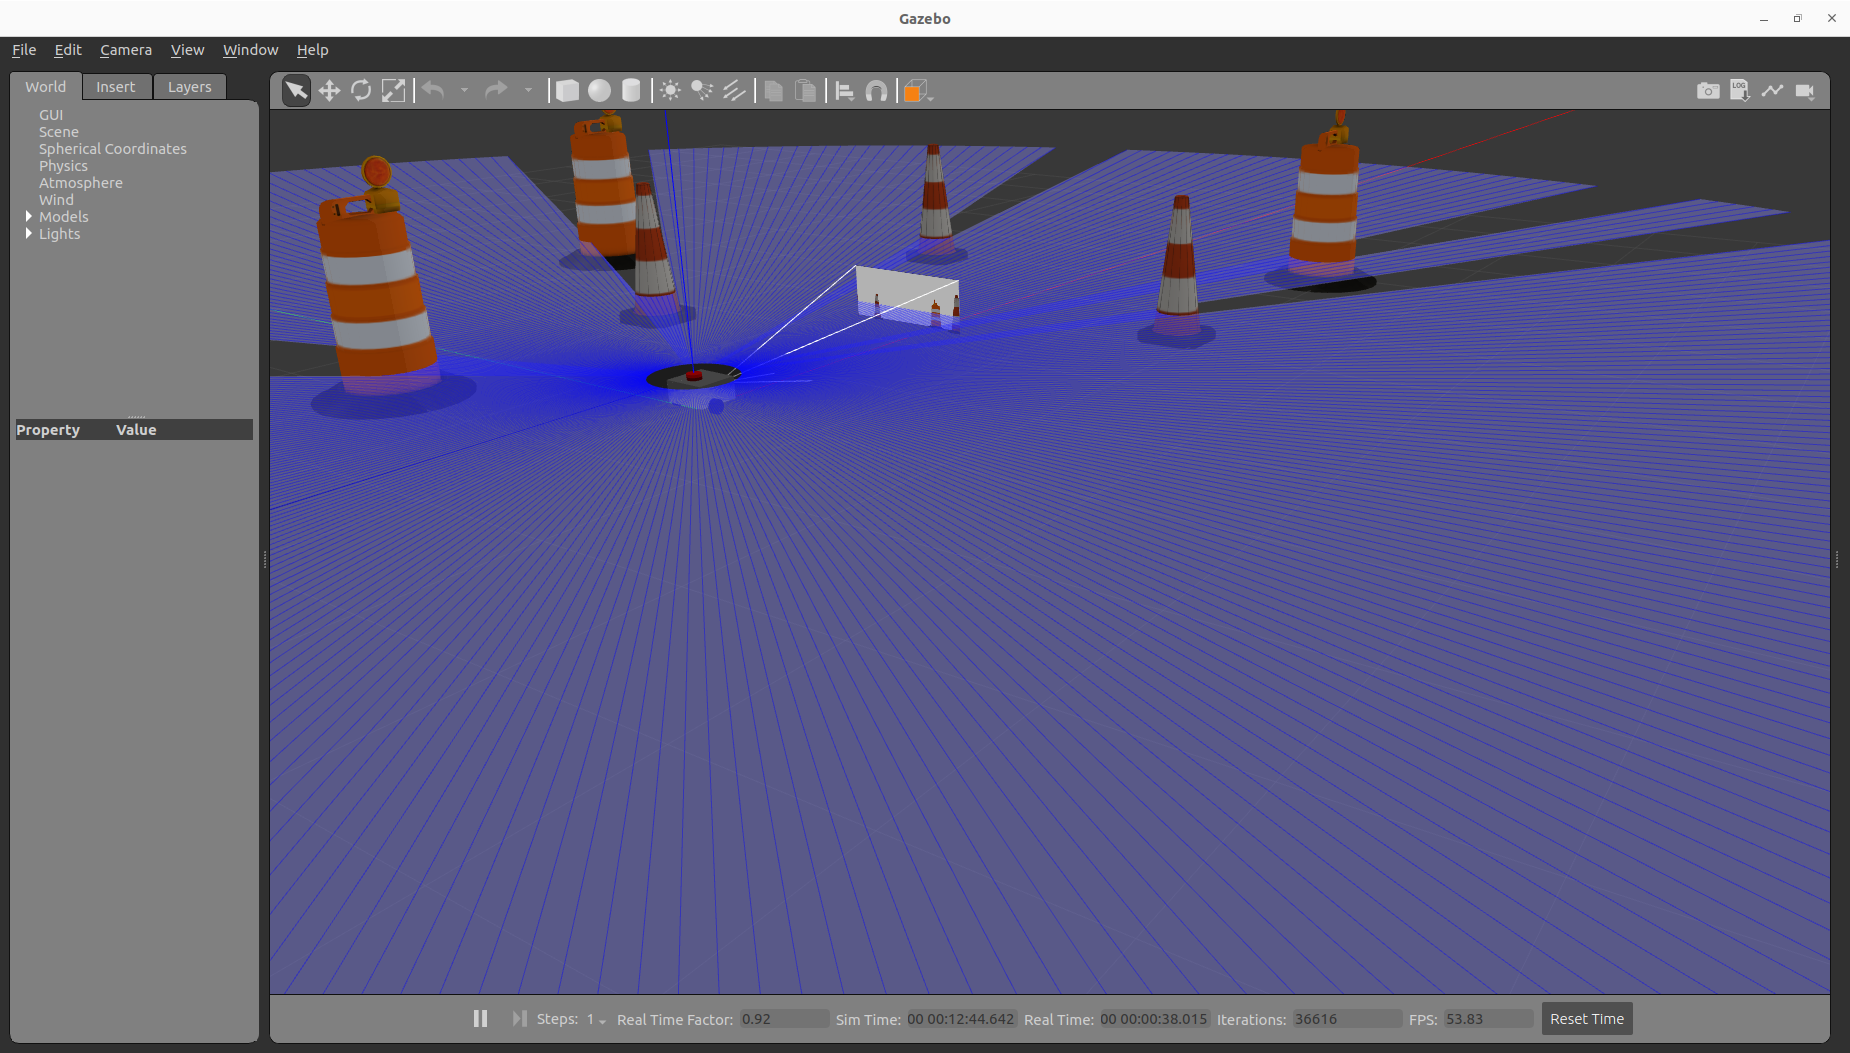 Gazebo
File Edit Camera View Window Help
World Insert Layers
LOG
GUI
Scene
Spherical Coordinates
Physics
Atmosphere
Wind
Models
Lights
Property Value
Steps: 1 Real Time Factor: 0.92 Sim Time: 00 00:12:44.642 Real Time: 00 00:00:38.015 Iterations: 36616 FPS: 53.83 Reset Time